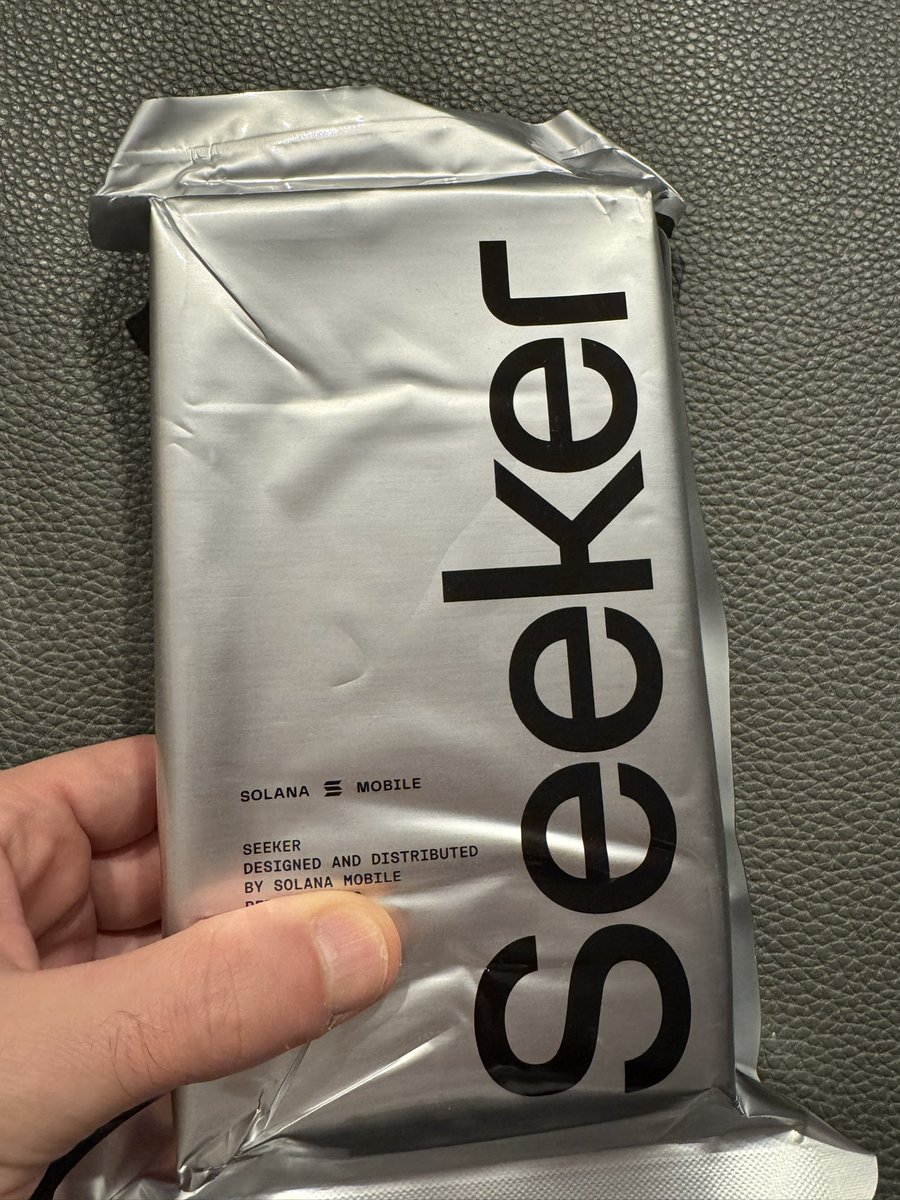 Seeker
SOLANA MOBILE
SEEKER
DESIGNED AND DISTRIBUTED
BY SOLANA MOBILE